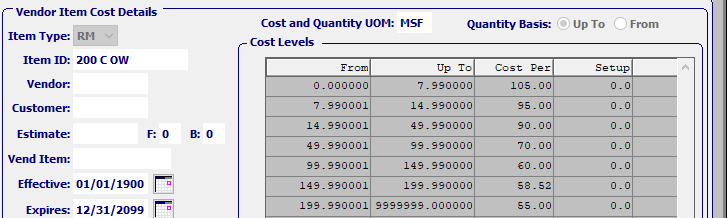 Vendor Item Cost Details
Item Type: RM
Cost and Quantity UOM: MSF Quantity Basis: Up To From
Item ID: 200 C OW
Vendor:
Customer:
Estimate: F: 0 B: 0
Vend Item:
Effective: 01/01/1900
Expires: 12/31/2099
Cost Levels
From Up To Cost Per Setup
0.000000 7.990000 105.00 0.0
7.990001 14.990000 95.00 0.0
14.990001 49.990000 90.00 0.0
49.990001 99.990000 70.00 0.0
99.990001 149.990000 60.00 0.0
149.990001 199.990000 58.52 0.0
199.990001 9999999.000000 55.00 0.0